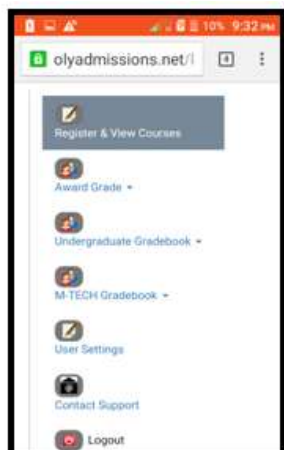 10% 9:32 PM
olyadmissions.net/l
Register & View Courses
Award Grade
Undergraduate Gradebook
M-TECH Gradebook
User Settings
Contact Support
Logout